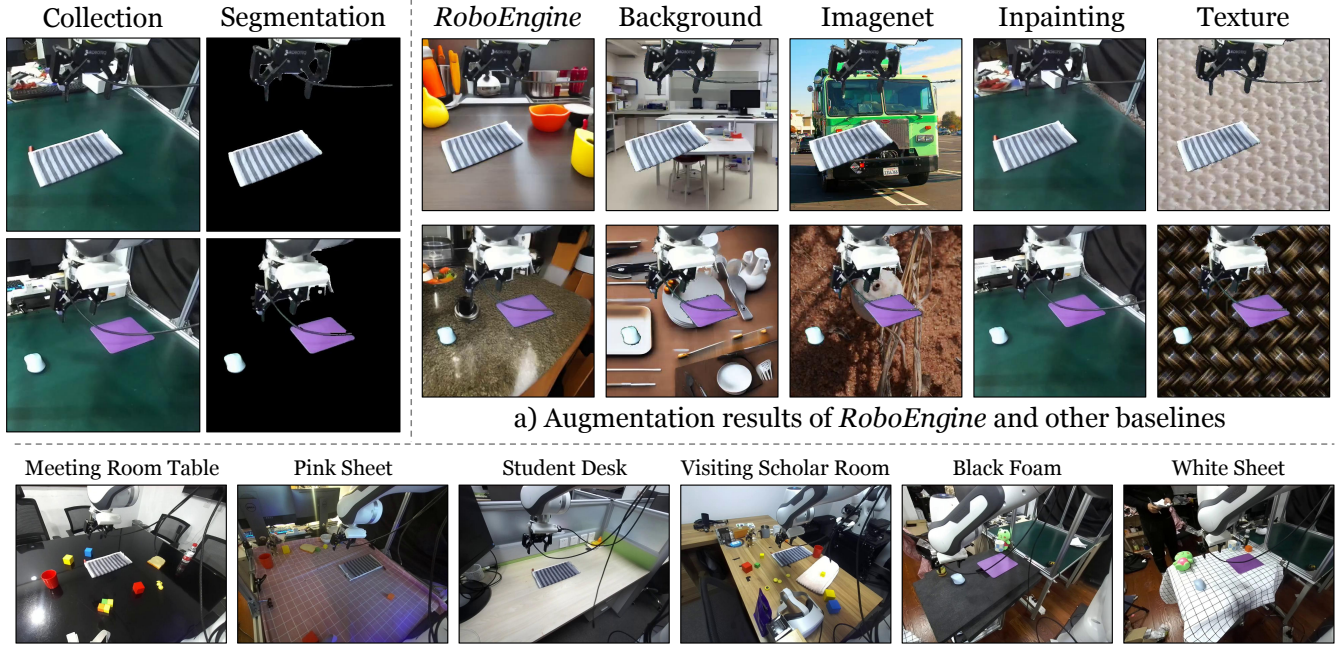 Collection Segmentation RoboEngine Background Imagenet Inpainting Texture
a) Augmentation results of RoboEngine and other baselines
Meeting Room Table Pink Sheet Student Desk Visiting Scholar Room Black Foam White Sheet